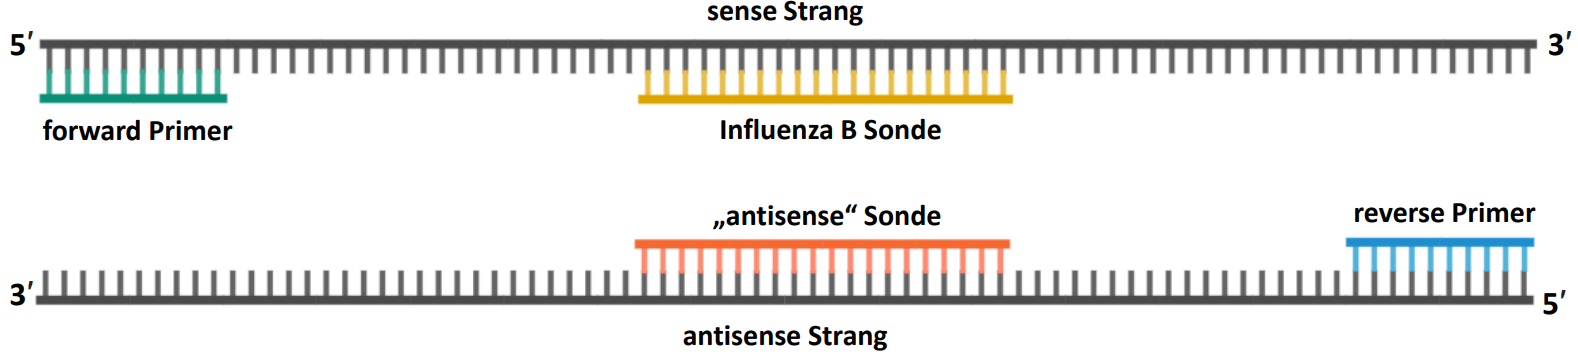 sense Strang
5′ 3′
forward Primer
Influenza B Sonde
„antisense“ Sonde
reverse Primer
3′ 5′
antisense Strang